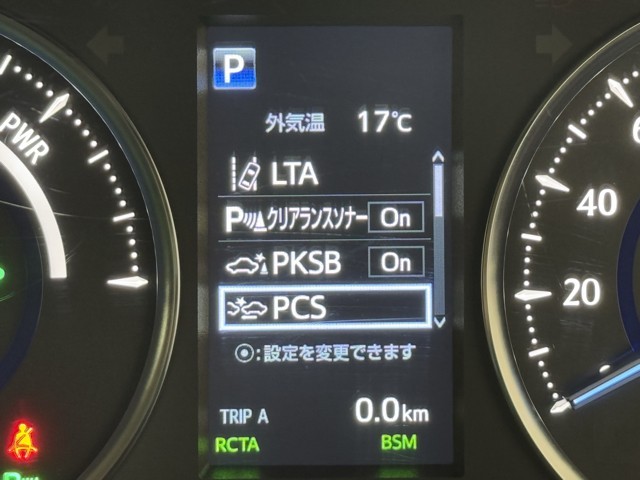 P
外気温 17℃
LTA
Pクリアランスソナー On
PKSB On
PCS
◉:設定を変更できます
TRIP A 0.0km
RCTA BSM
PWR
40
20